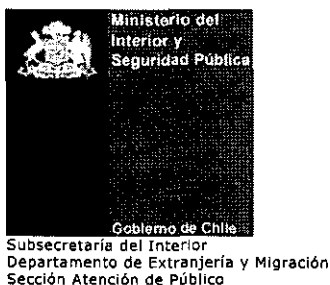 Ministerio del
Interior y
Seguridad Pública
Gobierno de Chile
Subsecretaría del Interior
Departamento de Extranjería y Migración
Sección Atención de Público